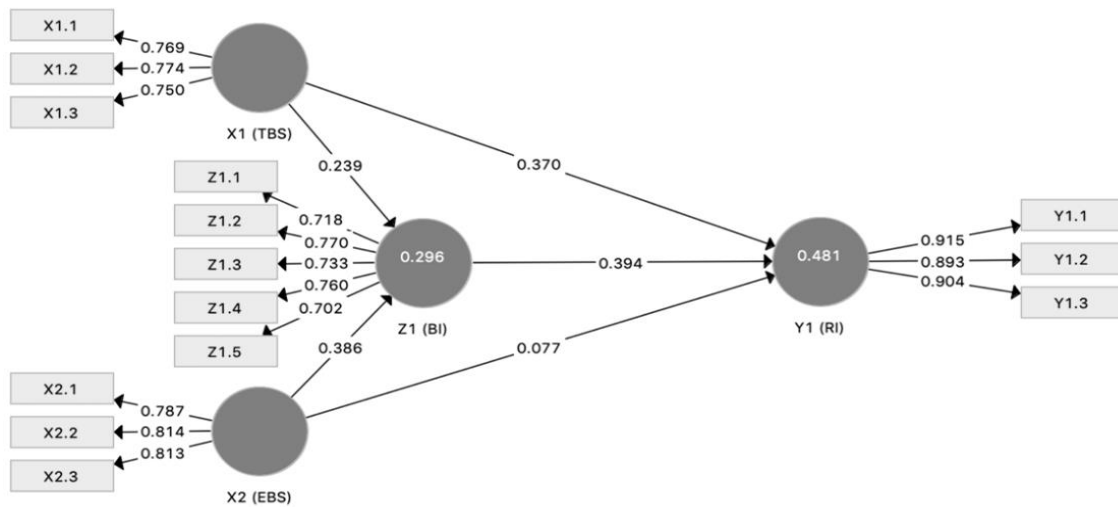 X1.1
0.769
X1.2
0.774
X1.3
0.750
X1 (TBS)
0.370
0.239
Z1.1
0.718
Z1.2
0.770
Z1.3
0.733
Z1.4
0.760
Z1.5
0.702
0.296
Z1 (BI)
0.394
0.481
Y1 (RI)
0.915
Y1.1
0.893
Y1.2
0.904
Y1.3
0.386
0.077
X2.1
0.787
X2.2
0.814
X2.3
0.813
X2 (EBS)